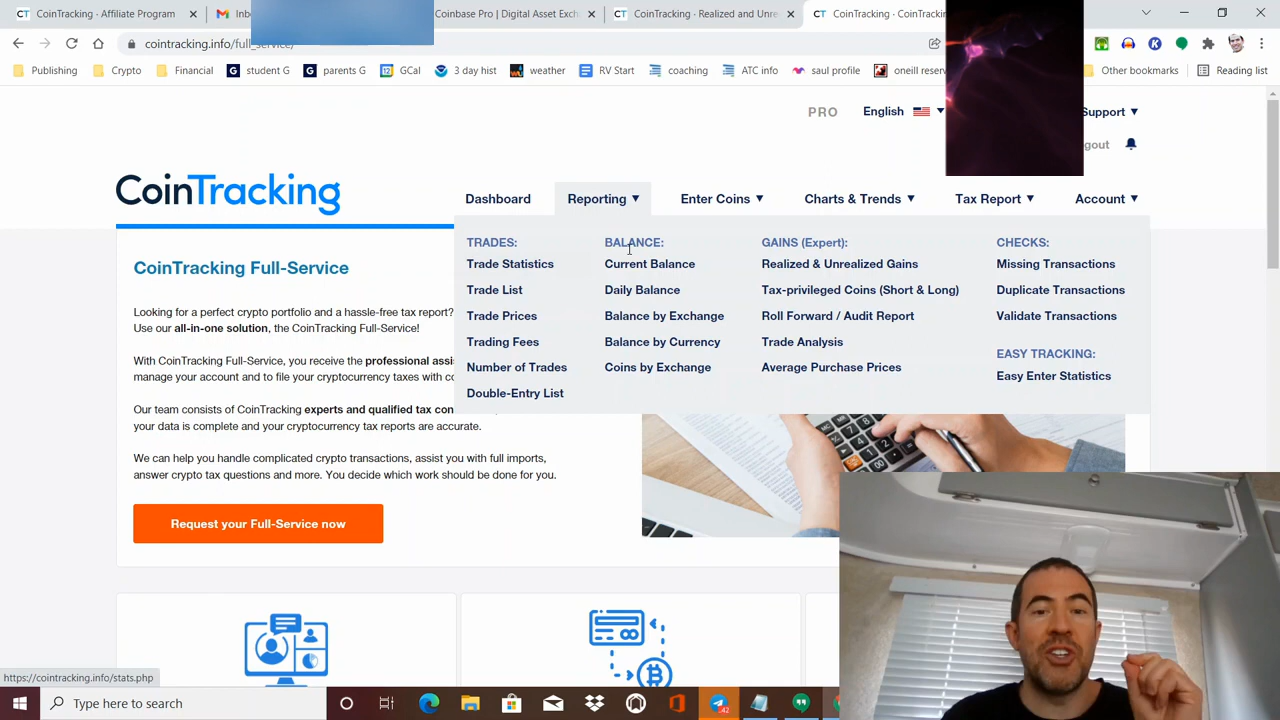 CoinTracking - Affiliate Prog
Inb
Coinbase | Digital Asset Exch
CoinTracking - Realized and Unre
CoinTracking · Coin
cointracking.info/full_service/
Publishing
Crypto
Financial
student G
parents G
GCal
3 day hist
weather
RV Start
coaching
ATC info
saul profile
oneill reserv
Other bookmarks
Reading list
PRO
English
Support ▼
gout
CoinTracking
Dashboard
Reporting ▼
Enter Coins ▼
Charts & Trends ▼
Tax Report ▼
Account ▼
TRADES:
Trade Statistics
Trade List
Trade Prices
Trading Fees
Number of Trades
Double-Entry List
BALANCE:
Current Balance
Daily Balance
Balance by Exchange
Balance by Currency
Coins by Exchange
GAINS (Expert):
Realized & Unrealized Gains
Tax-privileged Coins (Short & Long)
Roll Forward / Audit Report
Trade Analysis
Average Purchase Prices
CHECKS:
Missing Transactions
Duplicate Transactions
Validate Transactions
EASY TRACKING:
Easy Enter Statistics
CoinTracking Full-Service
Looking for a perfect crypto portfolio and a hassle-free tax report?
Use our all-in-one solution, the CoinTracking Full-Service!
With CoinTracking Full-Service, you receive the professional assi
manage your account and to file your cryptocurrency taxes with co
Our team consists of CoinTracking experts and qualified tax con
your data is complete and your cryptocurrency tax reports are accurate.
We can help you handle complicated crypto transactions, assist you with full imports,
answer crypto tax questions and more. You decide which work should be done for you.
Request your Full-Service now
https://cointracking.info/stats.php
Type here to search
42